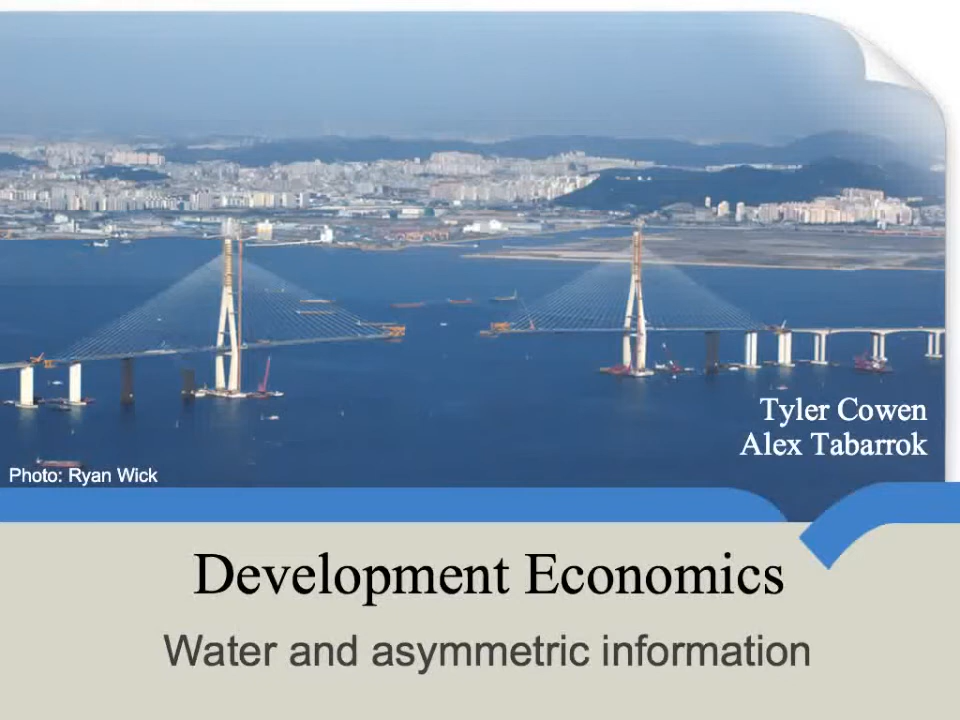 Tyler Cowen
Alex Tabarrok
Photo: Ryan Wick
Development Economics
Water and asymmetric information